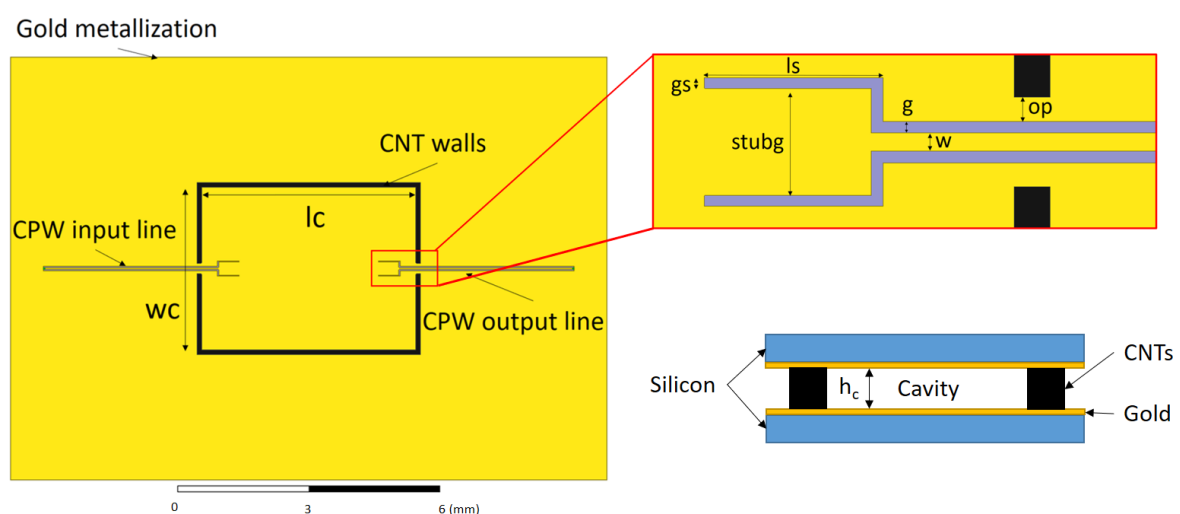 Gold metallization
CNT walls
lc
CPW input line
wc
CPW output line
0
3
6 (mm)
ls
gs
g
op
stubg
w
CNTs
Silicon
hc
Cavity
Gold